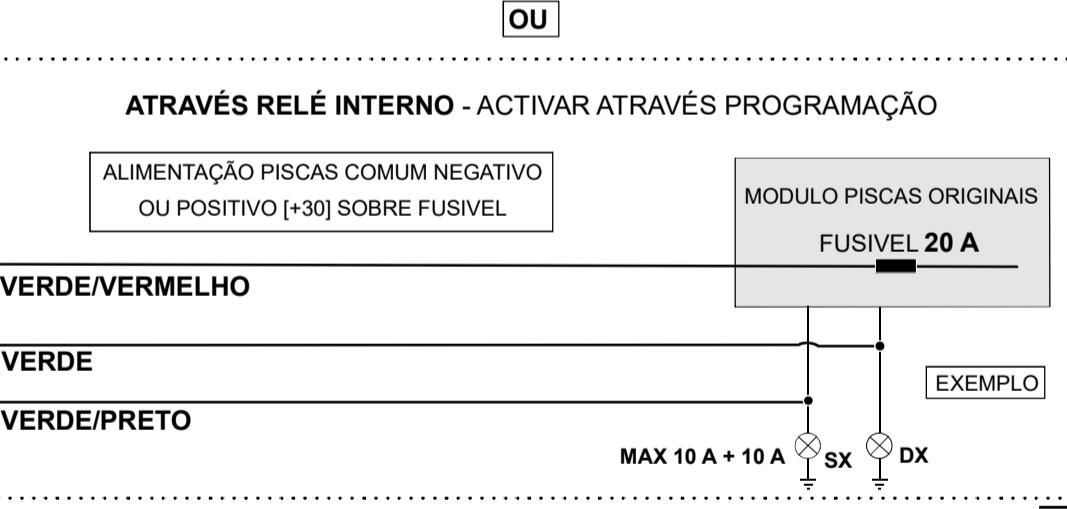 OU
ATRAVÉS RELÉ INTERNO - ACTIVAR ATRAVÉS PROGRAMAÇÃO
ALIMENTAÇÃO PISCAS COMUM NEGATIVO
OU POSITIVO [+30] SOBRE FUSIVEL
MODULO PISCAS ORIGINAIS
FUSIVEL 20 A
VERDE/VERMELHO
VERDE
EXEMPLO
VERDE/PRETO
MAX 10 A + 10 A SX DX